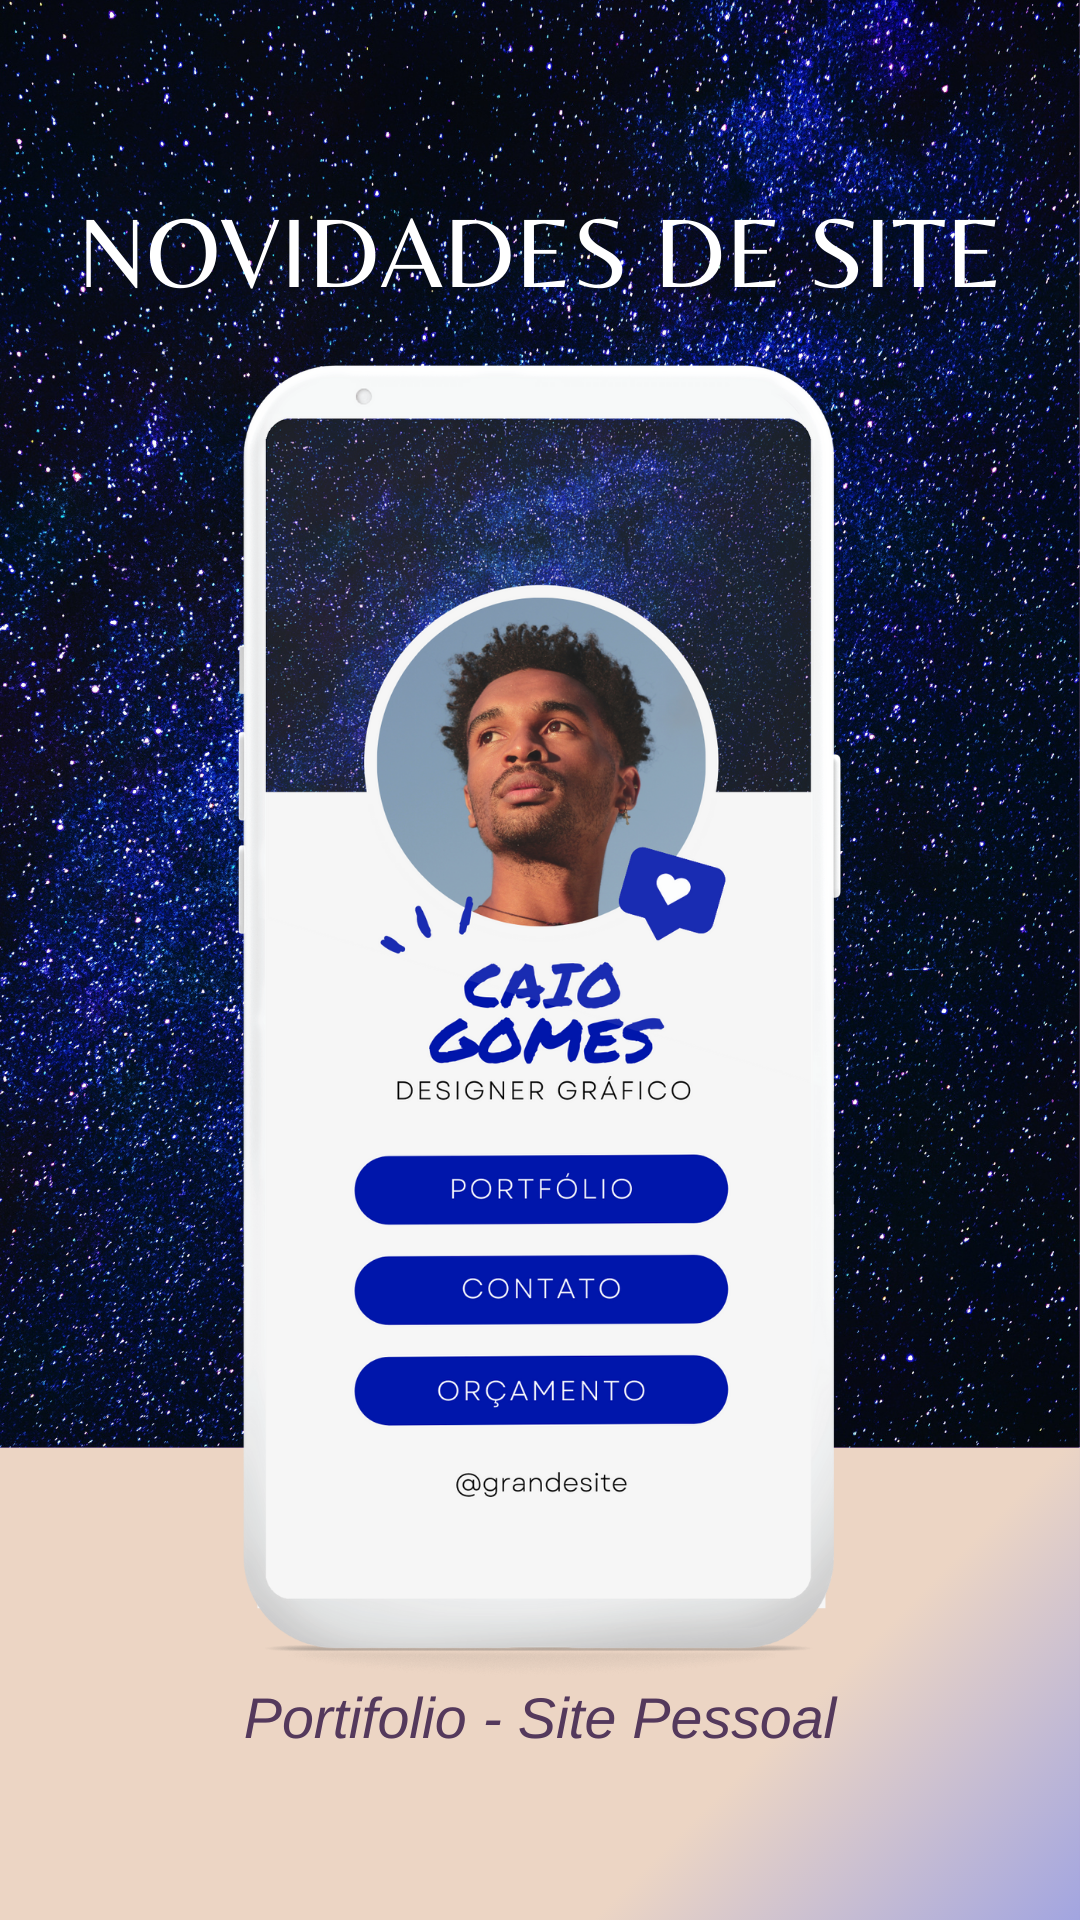 NOVIDADES DE SITE
CAIO
GOMES
DESIGNER GRÁFICO
PORTFÓLIO
CONTATO
ORÇAMENTO
@grandesite
Portifolio - Site Pessoal